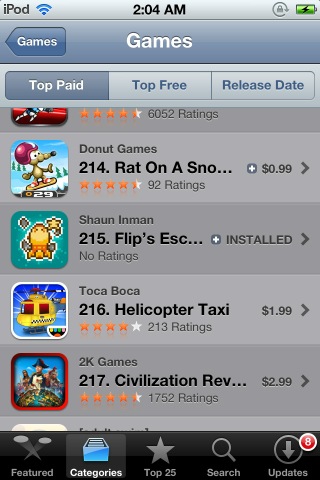 iPod
2:04 AM
Games
Games
Top Paid
Top Free
Release Date
6052 Ratings
Donut Games
214. Rat On A Sno...
$0.99
92 Ratings
029
Shaun Inman
215. Flip's Esc...
INSTALLED
No Ratings
Toca Boca
216. Helicopter Taxi
$1.99
213 Ratings
2K Games
217. Civilization Rev...
$2.99
1752 Ratings
Featured
Categories
Top 25
Search
8
Updates